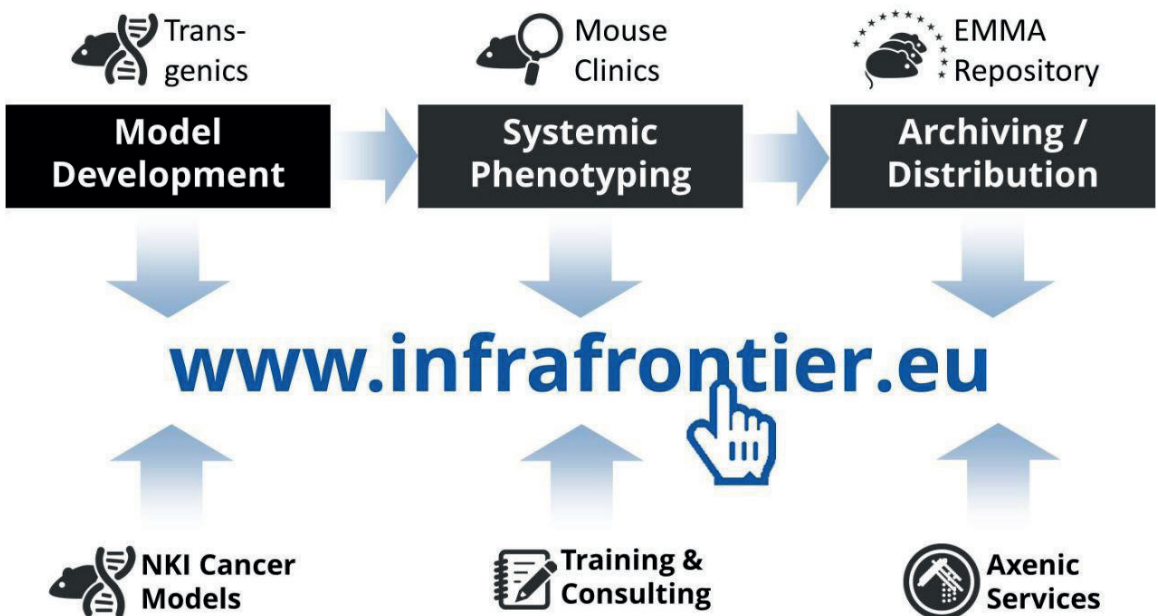 Trans-
genics
Mouse
Clinics
EMMA
Repository
Model
Development
Systemic
Phenotyping
Archiving /
Distribution
www.infrafrontier.eu
NKI Cancer
Models
Training &
Consulting
Axenic
Services